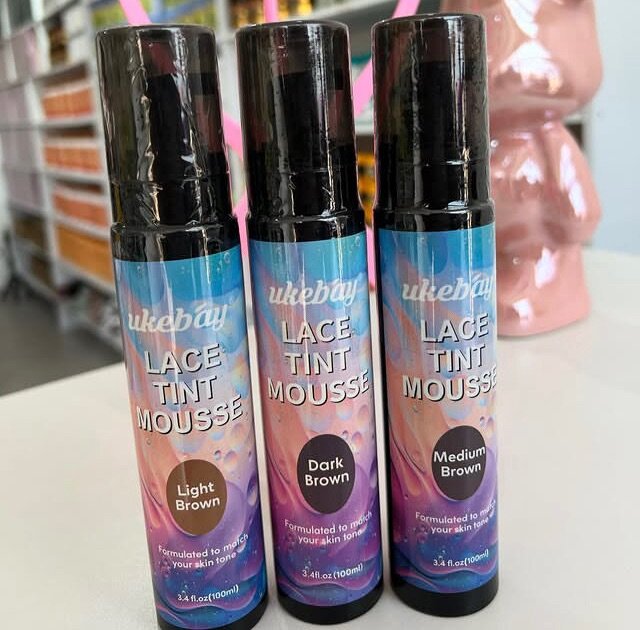 ukebay
LACE
TINT
MOUSSE
Light
Brown
Formulated to match
your skin tone
3.4 fl.oz(100ml)
ukebay
LACE
TINT
MOUSSE
Dark
Brown
Formulated to match
your skin tone
3.4fl.oz(100ml)
ukebay
LACE
TINT
MOUSSE
Medium
Brown
Formulated to match
your skin tone
3.4 fl.oz(100ml)